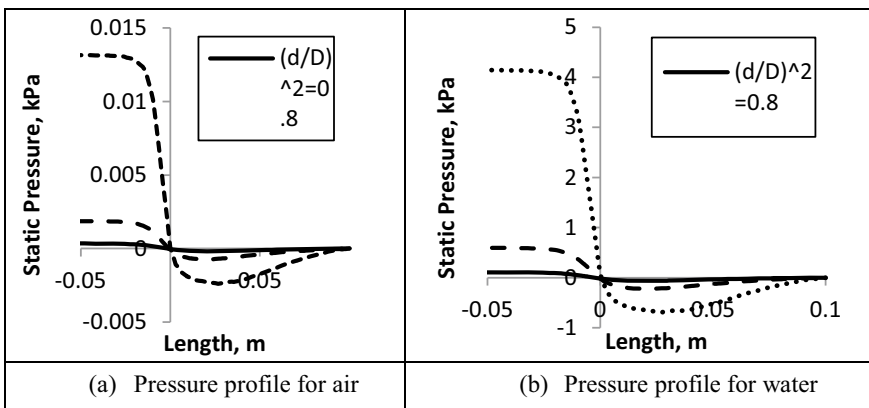 0.015
0.01
0.005
0
-0.005
-0.05
0.05
Static Pressure, kPa
Length, m
(d/D)
^2=0
.8
5
4
3
2
1
0
-1
-0.05
0
0.05
0.1
Static Pressure, kPa
Length, m
(d/D)^2
=0.8
(a) Pressure profile for air
(b) Pressure profile for water